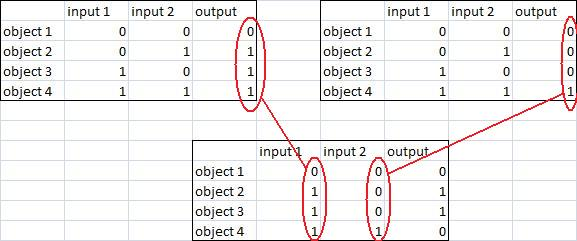 input 1 input 2 output
object 1 0 0 0
object 2 0 1 1
object 3 1 0 1
object 4 1 1 1
input 1 input 2 output
object 1 0 0 0
object 2 0 1 0
object 3 1 0 0
object 4 1 1 1
input 1 input 2 output
object 1 0 0 0
object 2 1 0 1
object 3 1 0 1
object 4 1 1 0